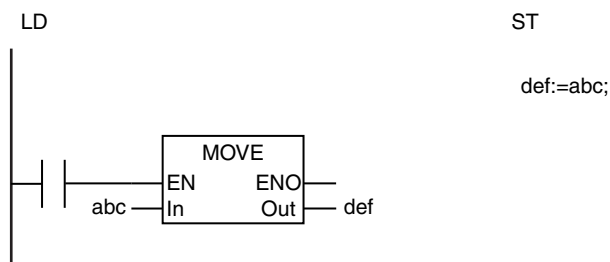 LD
ST
def:=abc;
MOVE
EN ENO
abc In Out def